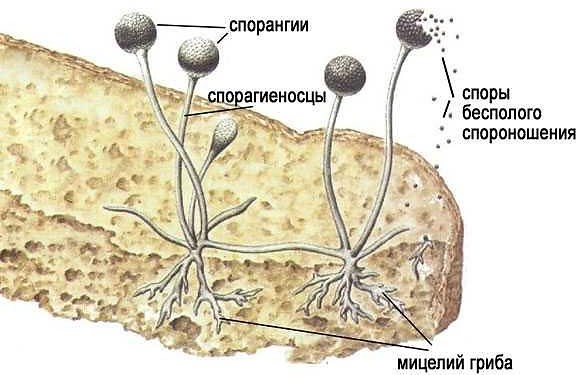 спорангии
спорагиеносцы
споры
бесполого
спороношения
мицелий гриба